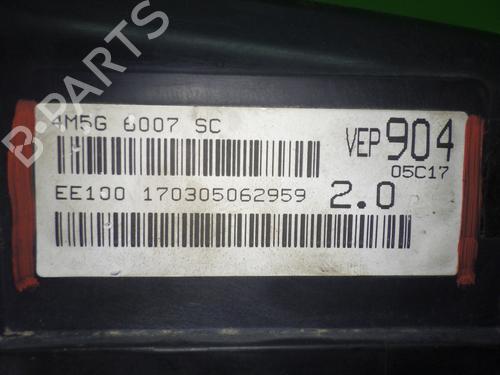 B-PARTS
4M5G 6007 SC
VEP 904
05C17
EE100 170305062959
2.0